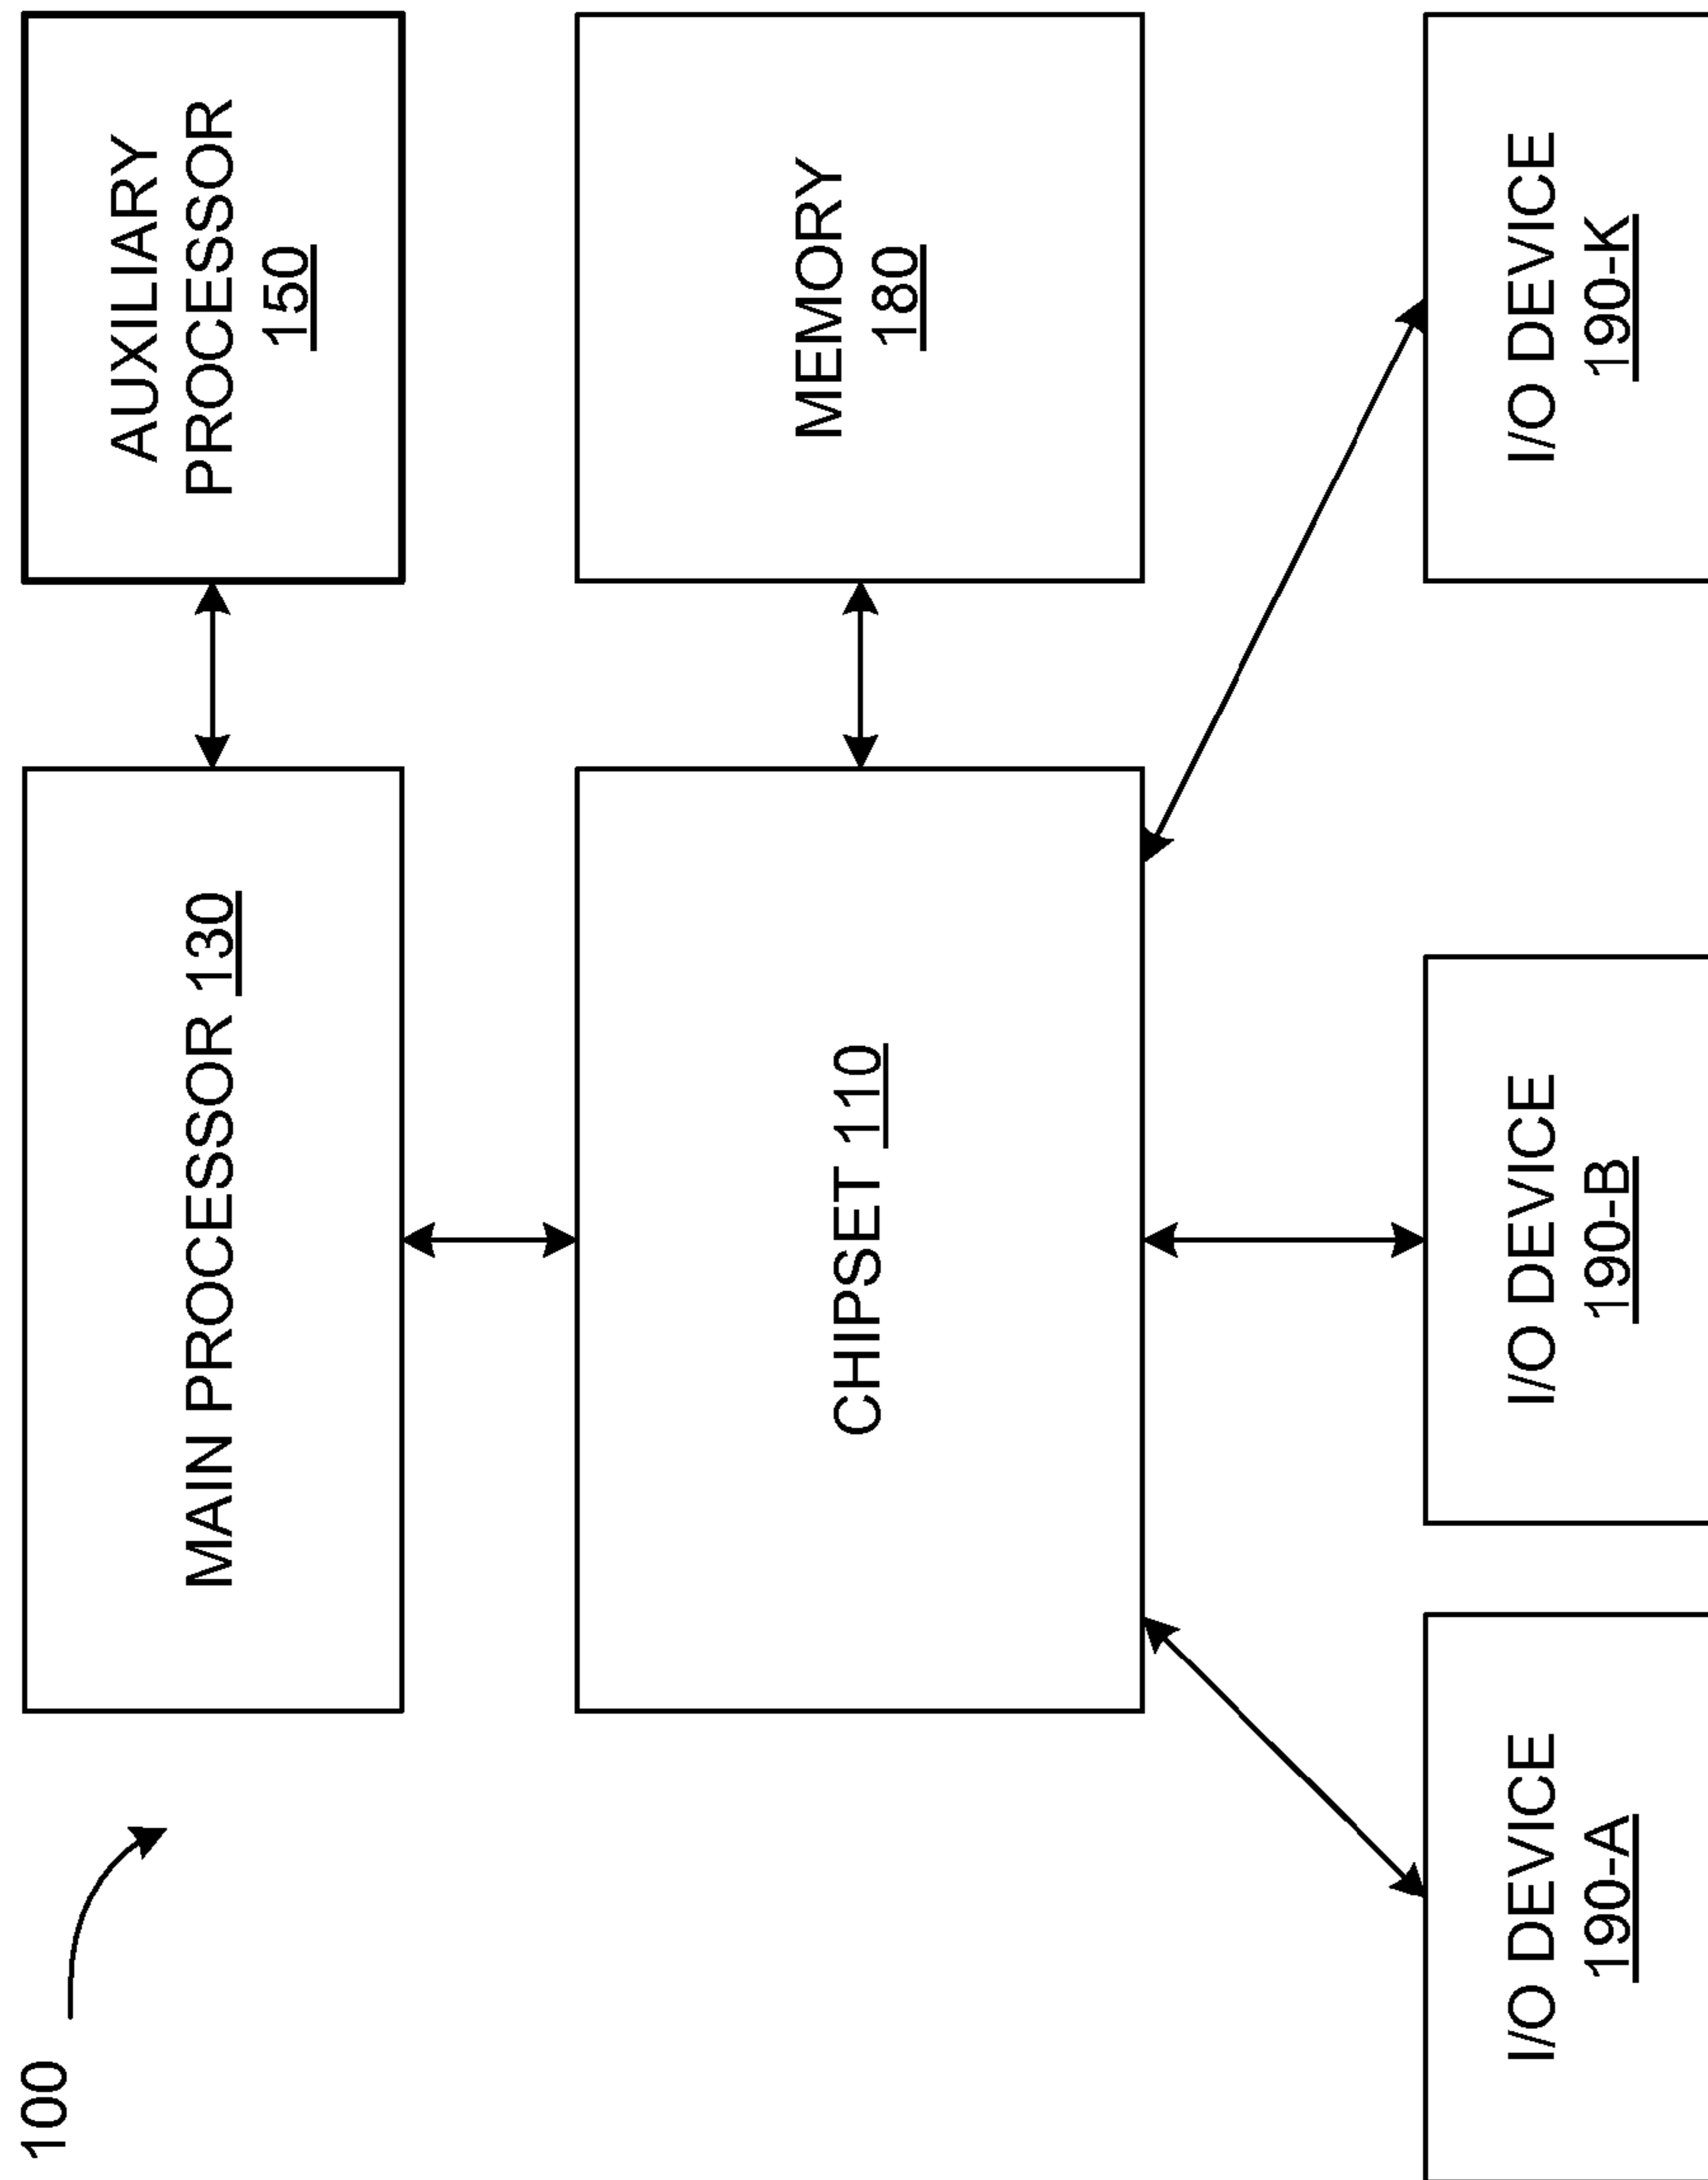 100
MAIN PROCESSOR 130
AUXILIARY
PROCESSOR
150
CHIPSET 110
MEMORY
180
I/O DEVICE
190-A
I/O DEVICE
190-B
I/O DEVICE
190-K